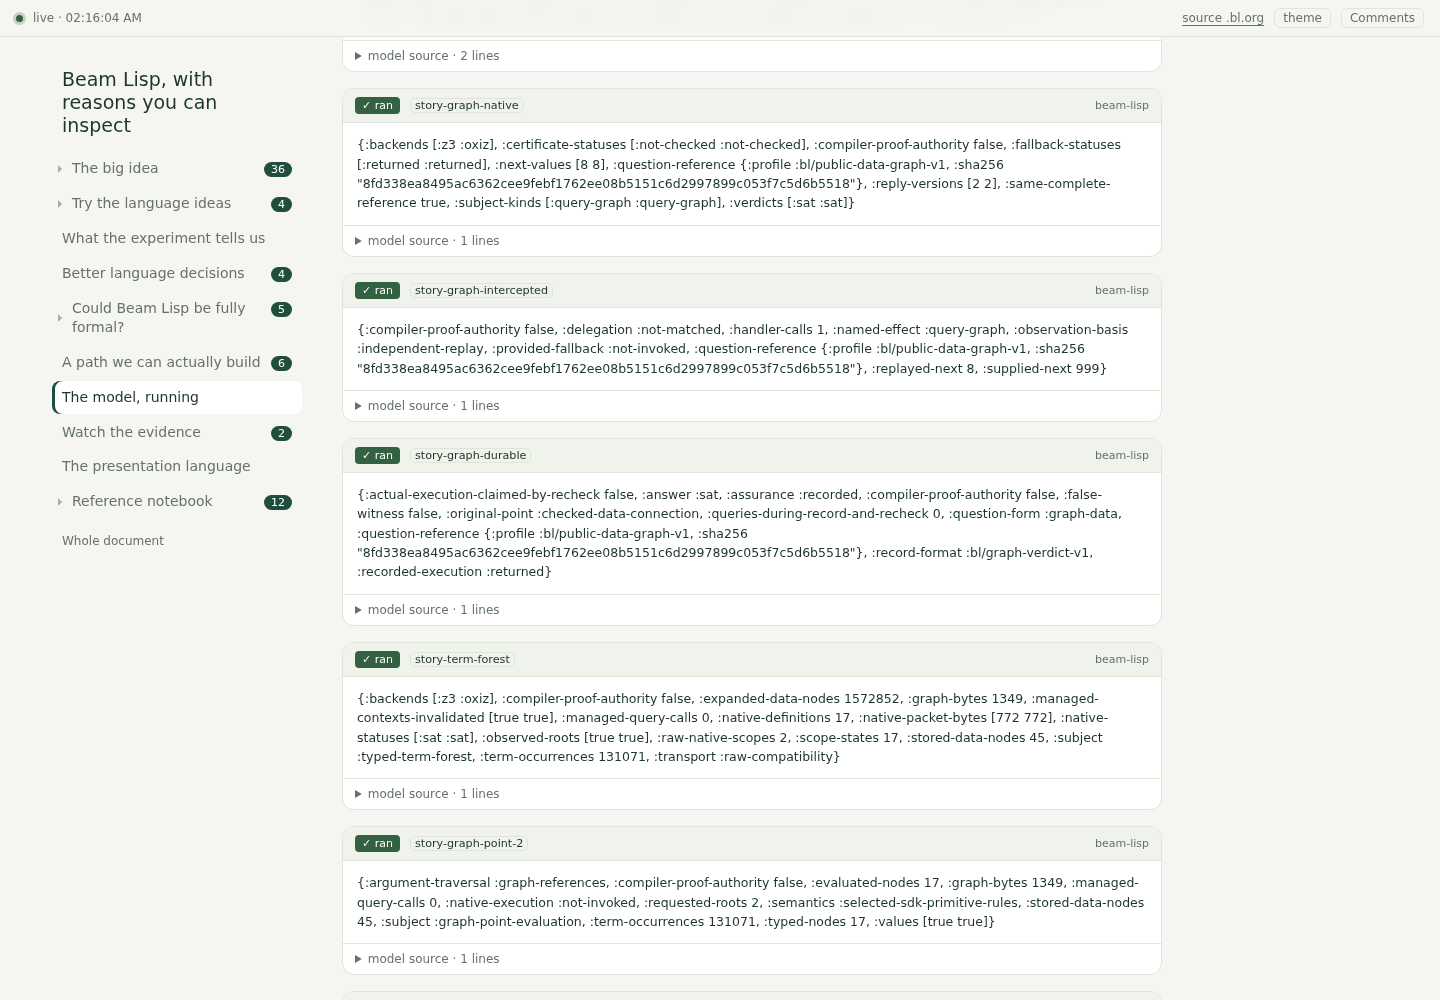 live · 02:16:04 AM
source .bl.org
theme
Comments
Beam Lisp, with
reasons you can
inspect
The big idea
36
Try the language ideas
4
What the experiment tells us
Better language decisions
4
Could Beam Lisp be fully
formal?
5
A path we can actually build
6
The model, running
Watch the evidence
2
The presentation language
Reference notebook
12
Whole document
model source · 2 lines
✓ ran
story-graph-native
beam-lisp
{:backends [:z3 :oxiz], :certificate-statuses [:not-checked :not-checked], :compiler-proof-authority false, :fallback-statuses
[:returned :returned], :next-values [8 8], :question-reference {:profile :bl/public-data-graph-v1, :sha256
"8fd338ea8495ac6362cee9febf1762ee08b5151c6d2997899c053f7c5d6b5518"}, :reply-versions [2 2], :same-complete-
reference true, :subject-kinds [:query-graph :query-graph], :verdicts [:sat :sat]}
model source · 1 lines
✓ ran
story-graph-intercepted
beam-lisp
{:compiler-proof-authority false, :delegation :not-matched, :handler-calls 1, :named-effect :query-graph, :observation-basis
:independent-replay, :provided-fallback :not-invoked, :question-reference {:profile :bl/public-data-graph-v1, :sha256
"8fd338ea8495ac6362cee9febf1762ee08b5151c6d2997899c053f7c5d6b5518"}, :replayed-next 8, :supplied-next 999}
model source · 1 lines
✓ ran
story-graph-durable
beam-lisp
{:actual-execution-claimed-by-recheck false, :answer :sat, :assurance :recorded, :compiler-proof-authority false, :false-
witness false, :original-point :checked-data-connection, :queries-during-record-and-recheck 0, :question-form :graph-data,
:question-reference {:profile :bl/public-data-graph-v1, :sha256
"8fd338ea8495ac6362cee9febf1762ee08b5151c6d2997899c053f7c5d6b5518"}, :record-format :bl/graph-verdict-v1,
:recorded-execution :returned}
model source · 1 lines
✓ ran
story-term-forest
beam-lisp
{:backends [:z3 :oxiz], :compiler-proof-authority false, :expanded-data-nodes 1572852, :graph-bytes 1349, :managed-
contexts-invalidated [true true], :managed-query-calls 0, :native-definitions 17, :native-packet-bytes [772 772], :native-
statuses [:sat :sat], :observed-roots [true true], :raw-native-scopes 2, :scope-states 17, :stored-data-nodes 45, :subject
:typed-term-forest, :term-occurrences 131071, :transport :raw-compatibility}
model source · 1 lines
✓ ran
story-graph-point-2
beam-lisp
{:argument-traversal :graph-references, :compiler-proof-authority false, :evaluated-nodes 17, :graph-bytes 1349, :managed-
query-calls 0, :native-execution :not-invoked, :requested-roots 2, :semantics :selected-sdk-primitive-rules, :stored-data-nodes
45, :subject :graph-point-evaluation, :term-occurrences 131071, :typed-nodes 17, :values [true true]}
model source · 1 lines